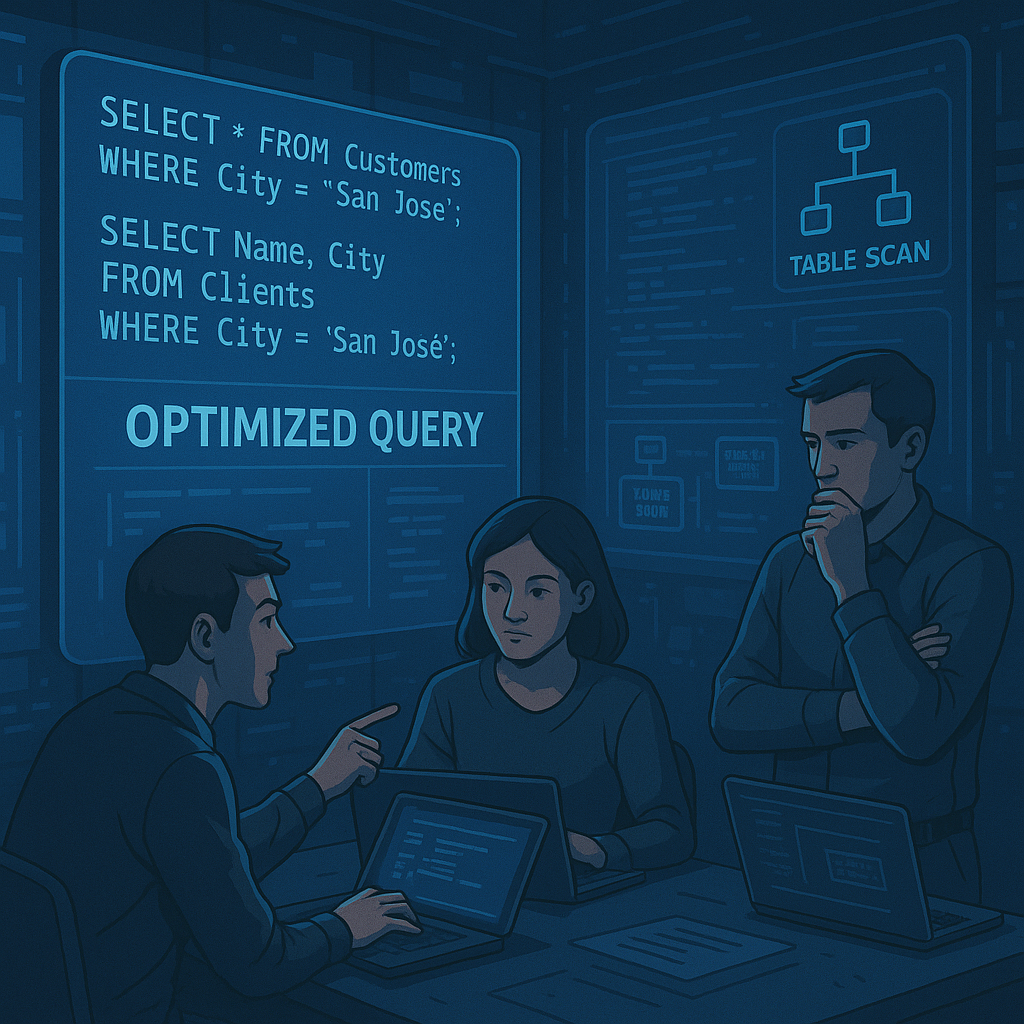 SELECT * FROM Customers
WHERE City = "San Jose';
SELECT Name, City
FROM Clients
WHERE City = 'San José';
OPTIMIZED QUERY
TABLE SCAN